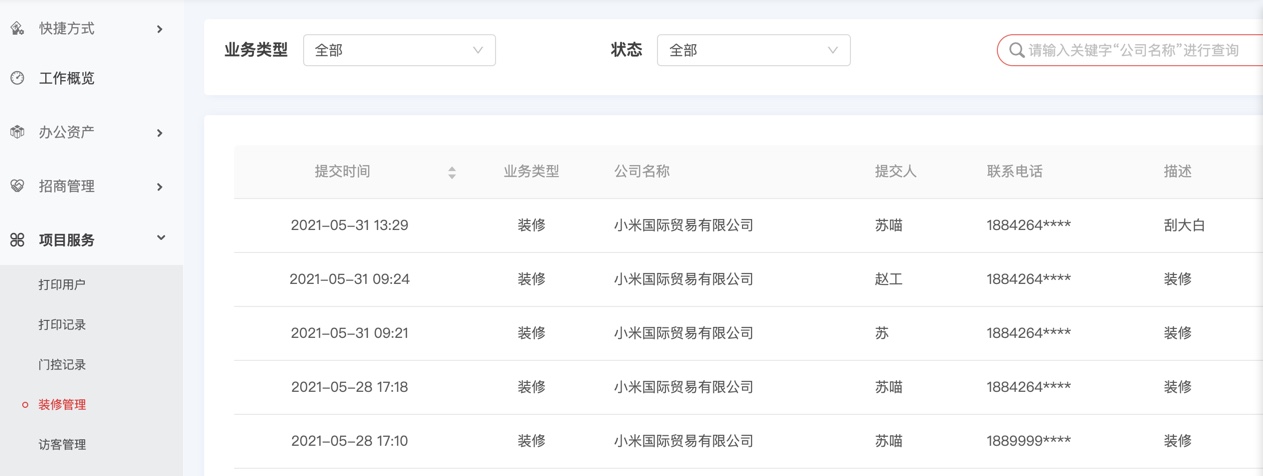 快捷方式
工作概览
办公资产
招商管理
项目服务
打印用户
打印记录
门控记录
装修管理
访客管理
业务类型 全部 状态 全部 请输入关键字“公司名称”进行查询
提交时间 业务类型 公司名称 提交人 联系电话 描述
2021-05-31 13:29 装修 小米国际贸易有限公司 苏喵 1884264**** 刮大白
2021-05-31 09:24 装修 小米国际贸易有限公司 赵工 1884264**** 装修
2021-05-31 09:21 装修 小米国际贸易有限公司 苏 1884264**** 装修
2021-05-28 17:18 装修 小米国际贸易有限公司 苏喵 1884264**** 装修
2021-05-28 17:10 装修 小米国际贸易有限公司 苏喵 1889999**** 装修